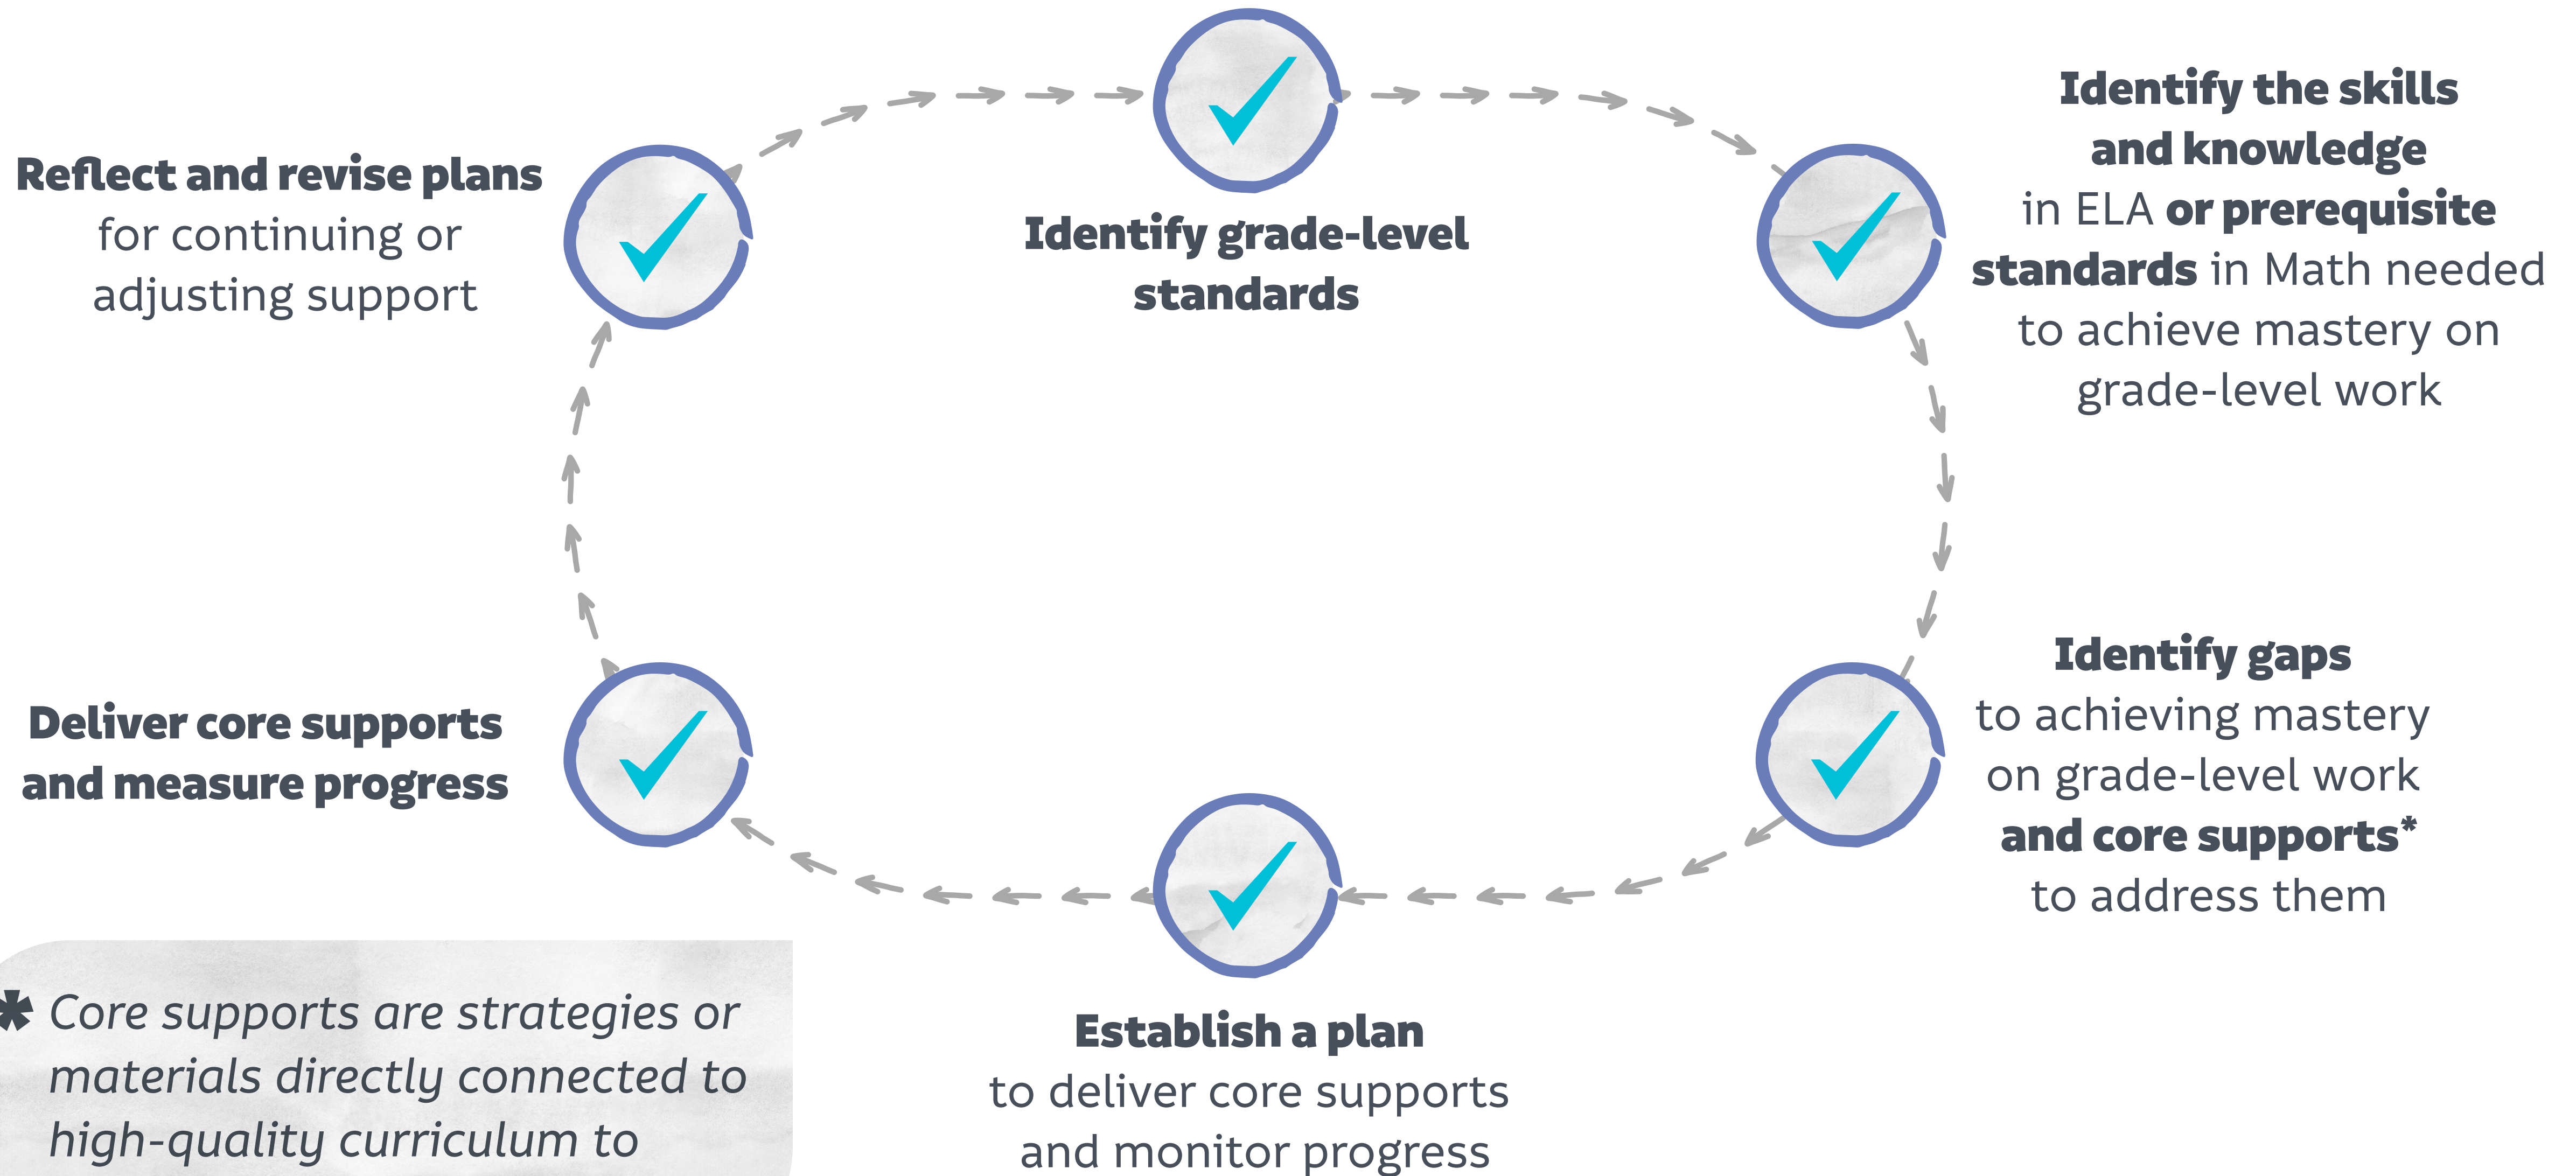 Identify grade-level
standards
Identify the skills
and knowledge
in ELA or prerequisite
standards in Math needed
to achieve mastery on
grade-level work
Identify gaps
to achieving mastery
on grade-level work
and core supports*
to address them
Establish a plan
to deliver core supports
and monitor progress
Deliver core supports
and measure progress
Reflect and revise plans
for continuing or
adjusting support
* Core supports are strategies or
materials directly connected to
high-quality curriculum to